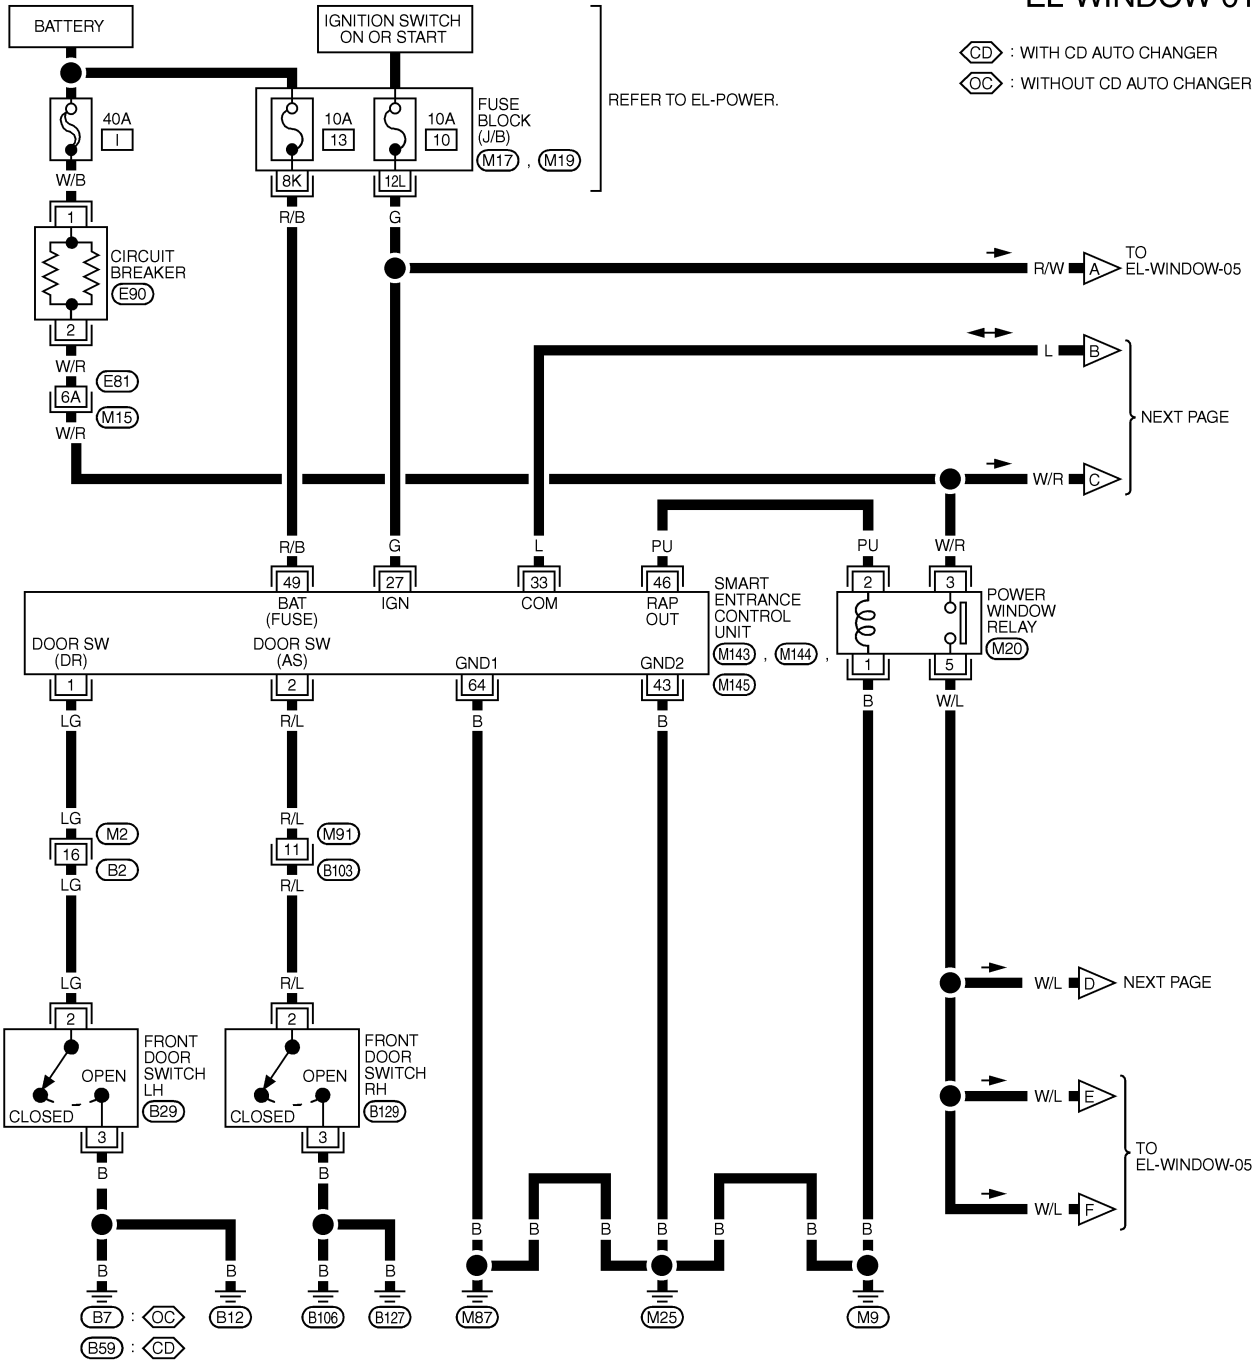 EL-WINDOW-01
BATTERY
IGNITION SWITCH
ON OR START
CD : WITH CD AUTO CHANGER
OC : WITHOUT CD AUTO CHANGER
REFER TO EL-POWER.
40A
I
10A
13
10A
10
FUSE
BLOCK
(J/B)
M17 , M19
8K
12L
W/B
R/B
G
1
CIRCUIT
BREAKER
E90
2
R/W
A
TO
EL-WINDOW-05
W/R
E81
6A
M15
W/R
L
B
NEXT PAGE
W/R
C
R/B
G
L
PU
PU
W/R
49
27
33
46
2
3
BAT
(FUSE)
IGN
COM
RAP
OUT
SMART
ENTRANCE
CONTROL
UNIT
M143 , M144 ,
M145
POWER
WINDOW
RELAY
M20
DOOR SW
(DR)
DOOR SW
(AS)
GND1
GND2
1
2
64
43
1
5
LG
R/L
B
B
B
W/L
LG
M2
16
B2
LG
R/L
M91
11
B103
R/L
LG
R/L
2
2
OPEN
CLOSED
FRONT
DOOR
SWITCH
LH
B29
OPEN
CLOSED
FRONT
DOOR
SWITCH
RH
B129
3
3
W/L
D
NEXT PAGE
W/L
E
TO
EL-WINDOW-05
W/L
F
B
B
B
B
B
B
B
B
B
B
B
B
B
B7 : OC
B59 : CD
B12
B106
B127
M87
M25
M9